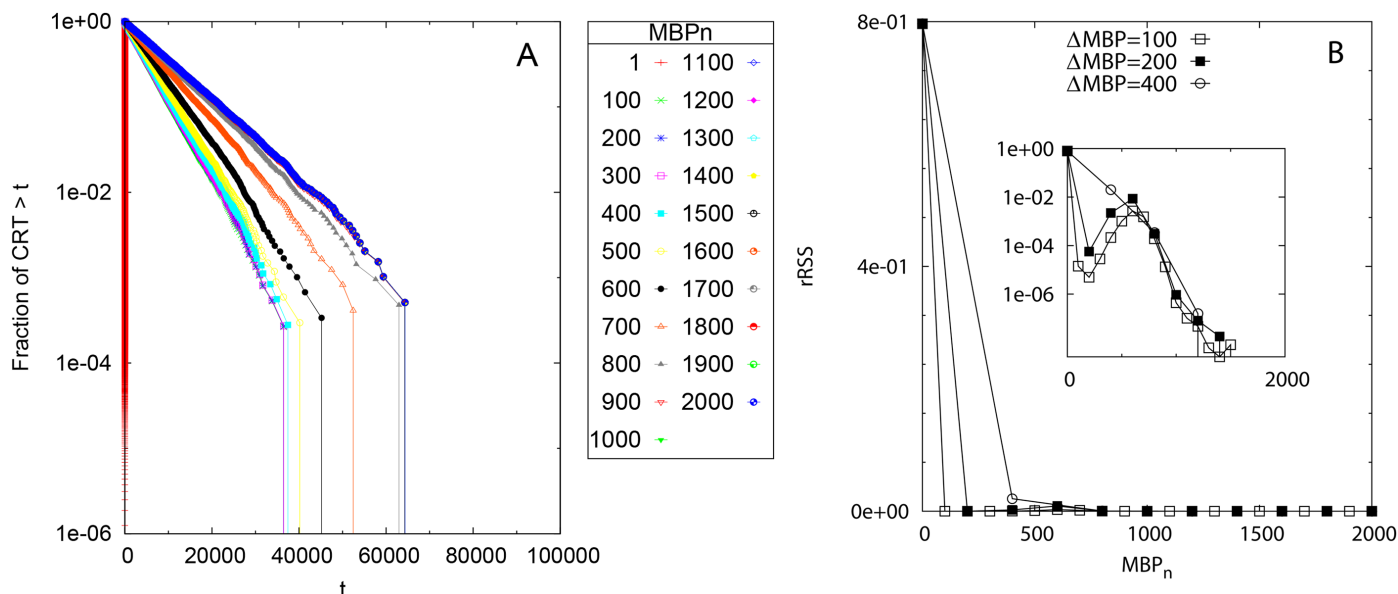 A
Fraction of CRT > t
1e+00
1e-02
1e-04
1e-06
0 20000 40000 60000 80000 100000
t
MBPn
1 1100
100 1200
200 1300
300 1400
400 1500
500 1600
600 1700
700 1800
800 1900
900 2000
1000
B
rRSS
8e-01
4e-01
0e+00
0 500 1000 1500 2000
MBPn
ΔMBP=100
ΔMBP=200
ΔMBP=400
1e+00
1e-02
1e-04
1e-06
0 2000